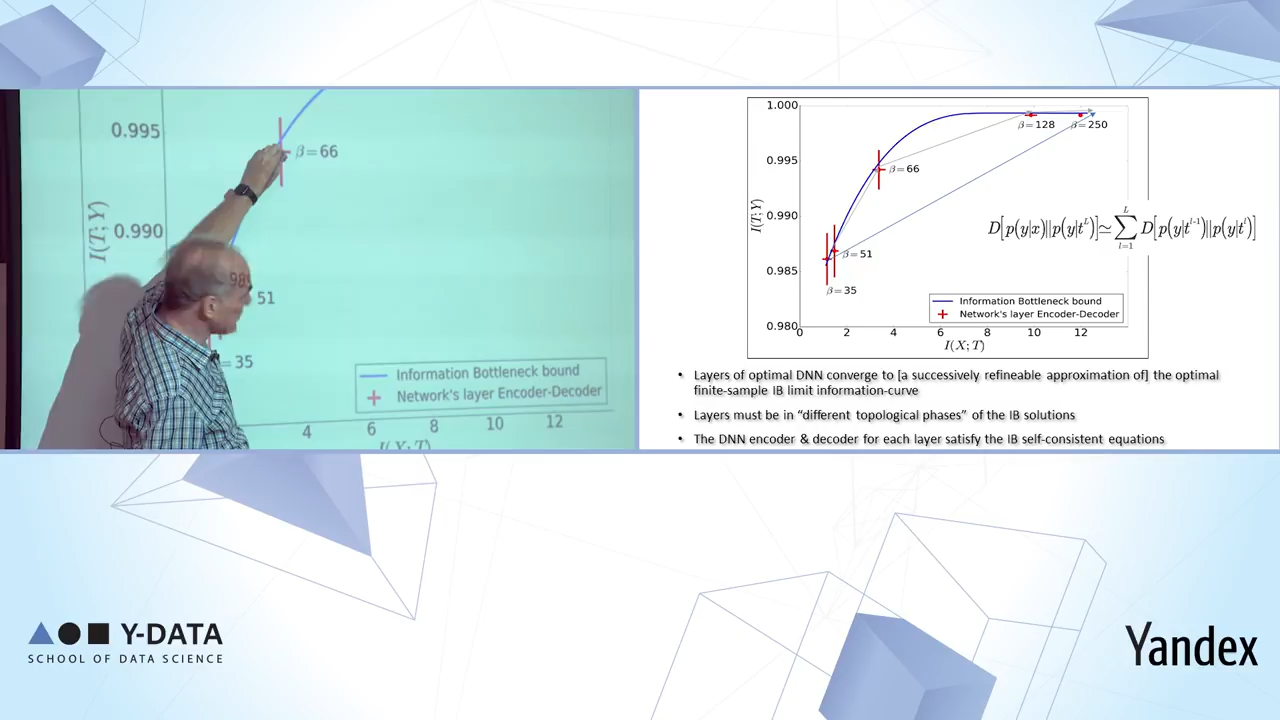 0.995
β = 66
0.990
I(T;Y)
51
= 35
Information Bottleneck bound
Network's layer Encoder-Decoder
4 6 8 10 12
I(X;T)
1.000
0.995
0.990
0.985
0.980
I(T;Y)
β = 128 β = 250
β = 66
β = 51
β = 35
Information Bottleneck bound
Network's layer Encoder-Decoder
0 2 4 6 8 10 12
I(X;T)
D[p(y|x)||p(y|t^L)] ≃ ∑_{l=1}^{L} D[p(y|t^{l-1})||p(y|t^l)]
• Layers of optimal DNN converge to [a successively refineable approximation of] the optimal
finite-sample IB limit information-curve
• Layers must be in “different topological phases” of the IB solutions
• The DNN encoder & decoder for each layer satisfy the IB self-consistent equations
Y-DATA
SCHOOL OF DATA SCIENCE
Yandex